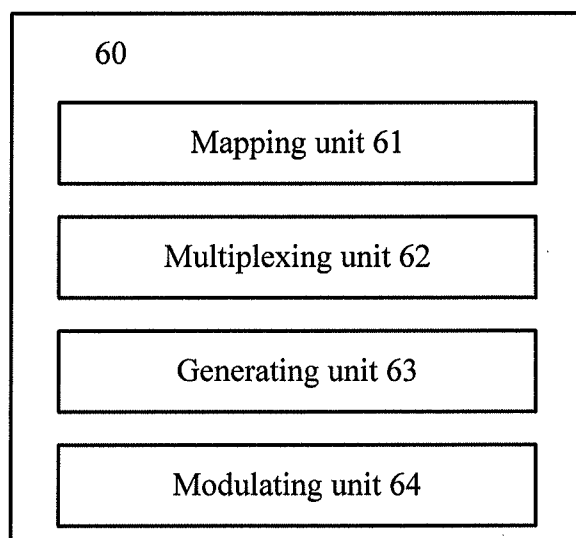 60
Mapping unit 61
Multiplexing unit 62
Generating unit 63
Modulating unit 64